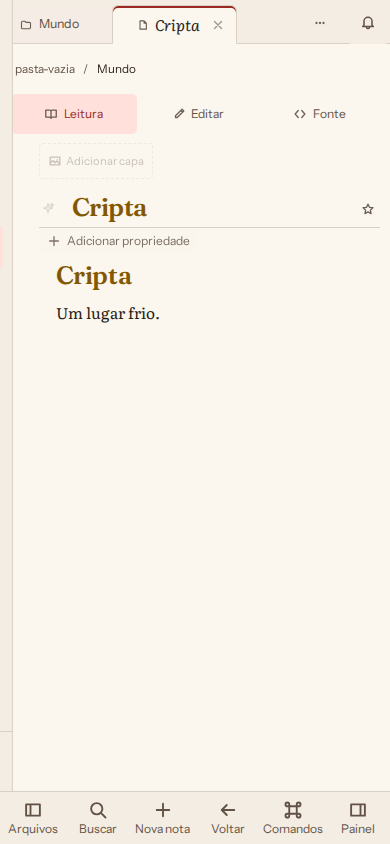 Mundo
Cripta
pasta-vazia / Mundo
Leitura
Editar
Fonte
Adicionar capa
Cripta
Adicionar propriedade
Cripta
Um lugar frio.
Arquivos
Buscar
Nova nota
Voltar
Comandos
Painel